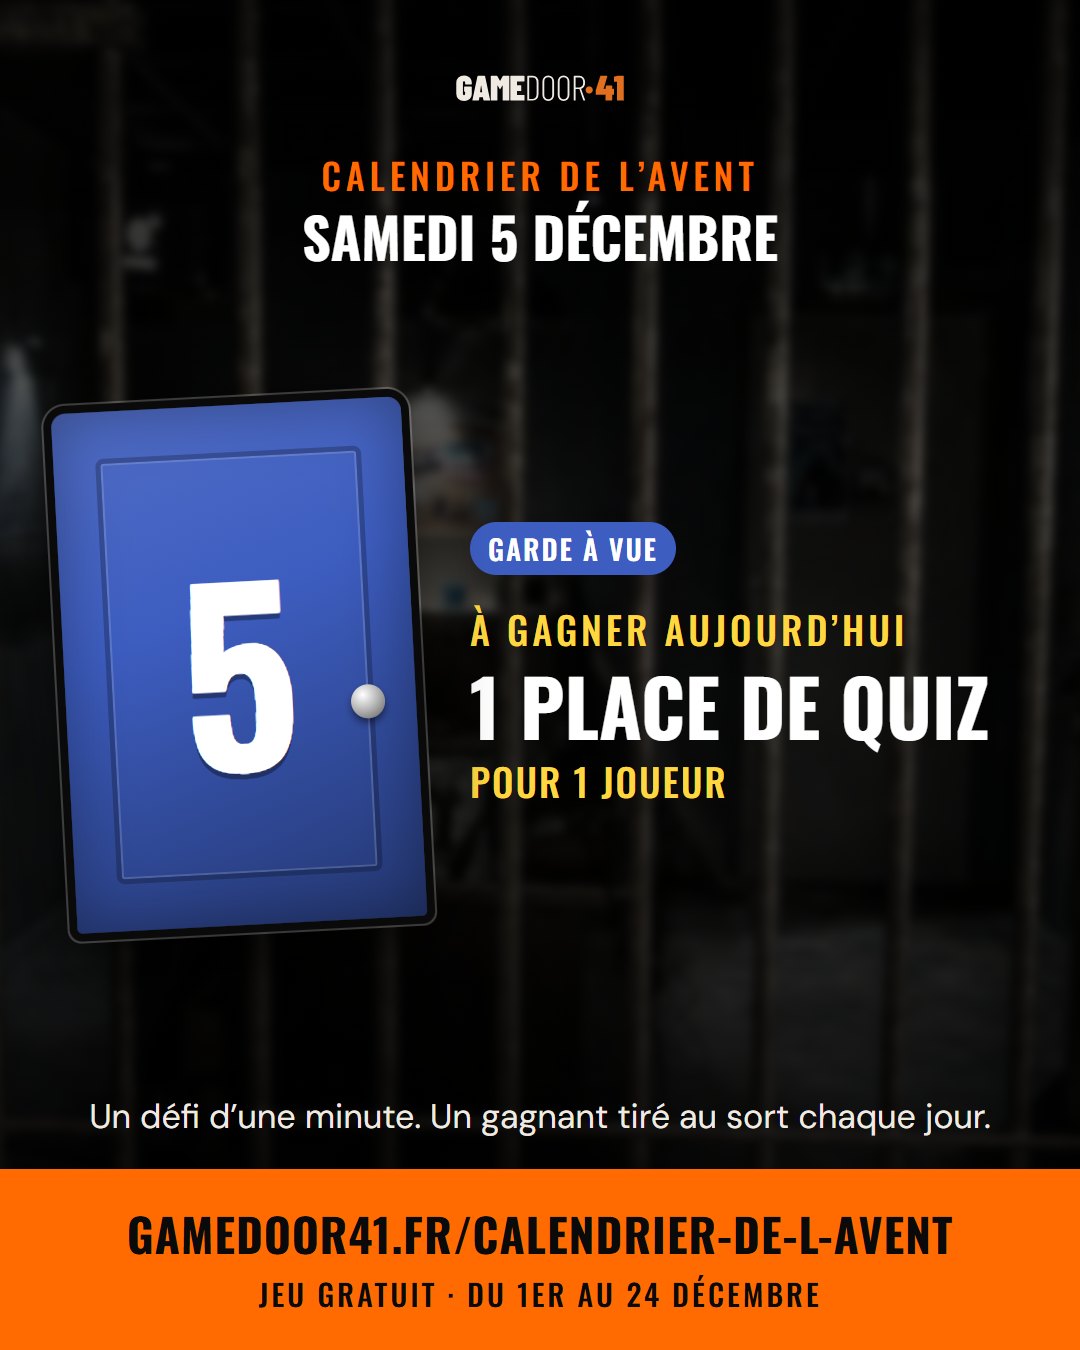 GAMEDOOR·41
CALENDRIER DE L’AVENT
SAMEDI 5 DÉCEMBRE
5
GARDE À VUE
À GAGNER AUJOURD’HUI
1 PLACE DE QUIZ
POUR 1 JOUEUR
Un défi d’une minute. Un gagnant tiré au sort chaque jour.
GAMEDOOR41.FR/CALENDRIER-DE-L-AVENT
JEU GRATUIT · DU 1ER AU 24 DÉCEMBRE